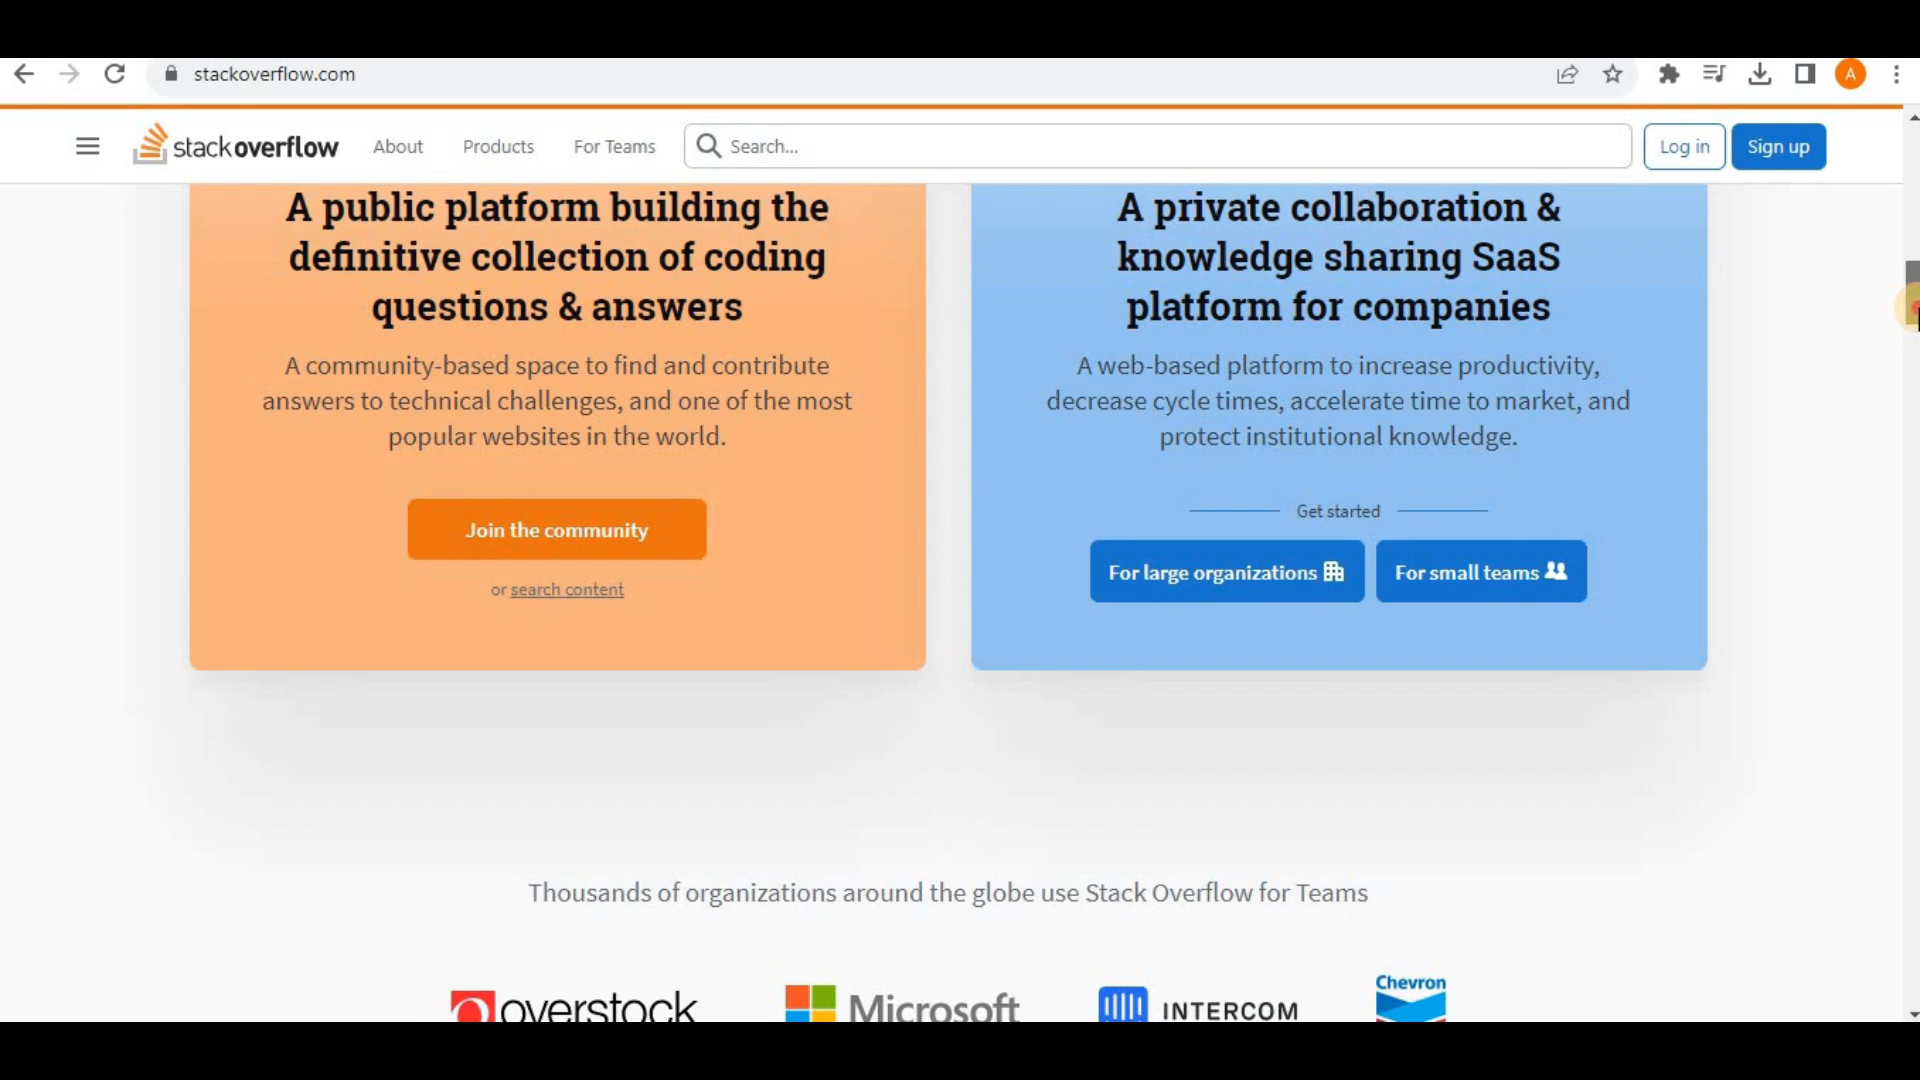 stackoverflow.com
A
stackoverflow About Products For Teams Search... Log in Sign up
A public platform building the
definitive collection of coding
questions & answers
A community-based space to find and contribute
answers to technical challenges, and one of the most
popular websites in the world.
Join the community
or search content
A private collaboration &
knowledge sharing SaaS
platform for companies
A web-based platform to increase productivity,
decrease cycle times, accelerate time to market, and
protect institutional knowledge.
Get started
For large organizations For small teams
Thousands of organizations around the globe use Stack Overflow for Teams
overstock Microsoft INTERCOM Chevron